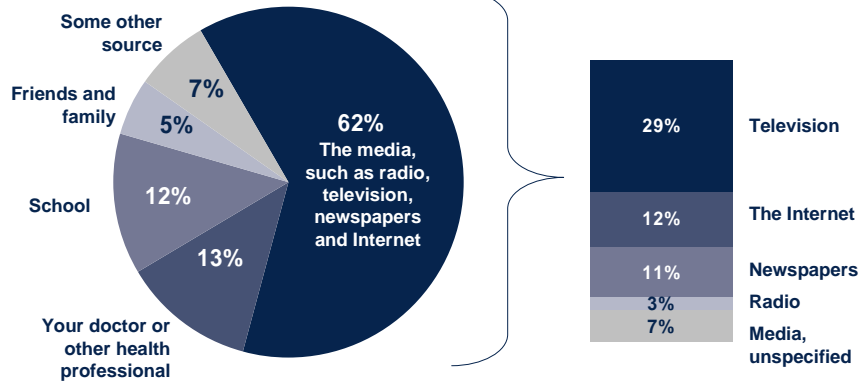 Some other
source
7%
Friends and
family
5%
School
12%
Your doctor or
other health
professional
13%
62%
The media,
such as radio,
television,
newspapers
and Internet
29%
Television
12%
The Internet
11%
Newspapers
3%
Radio
7%
Media,
unspecified